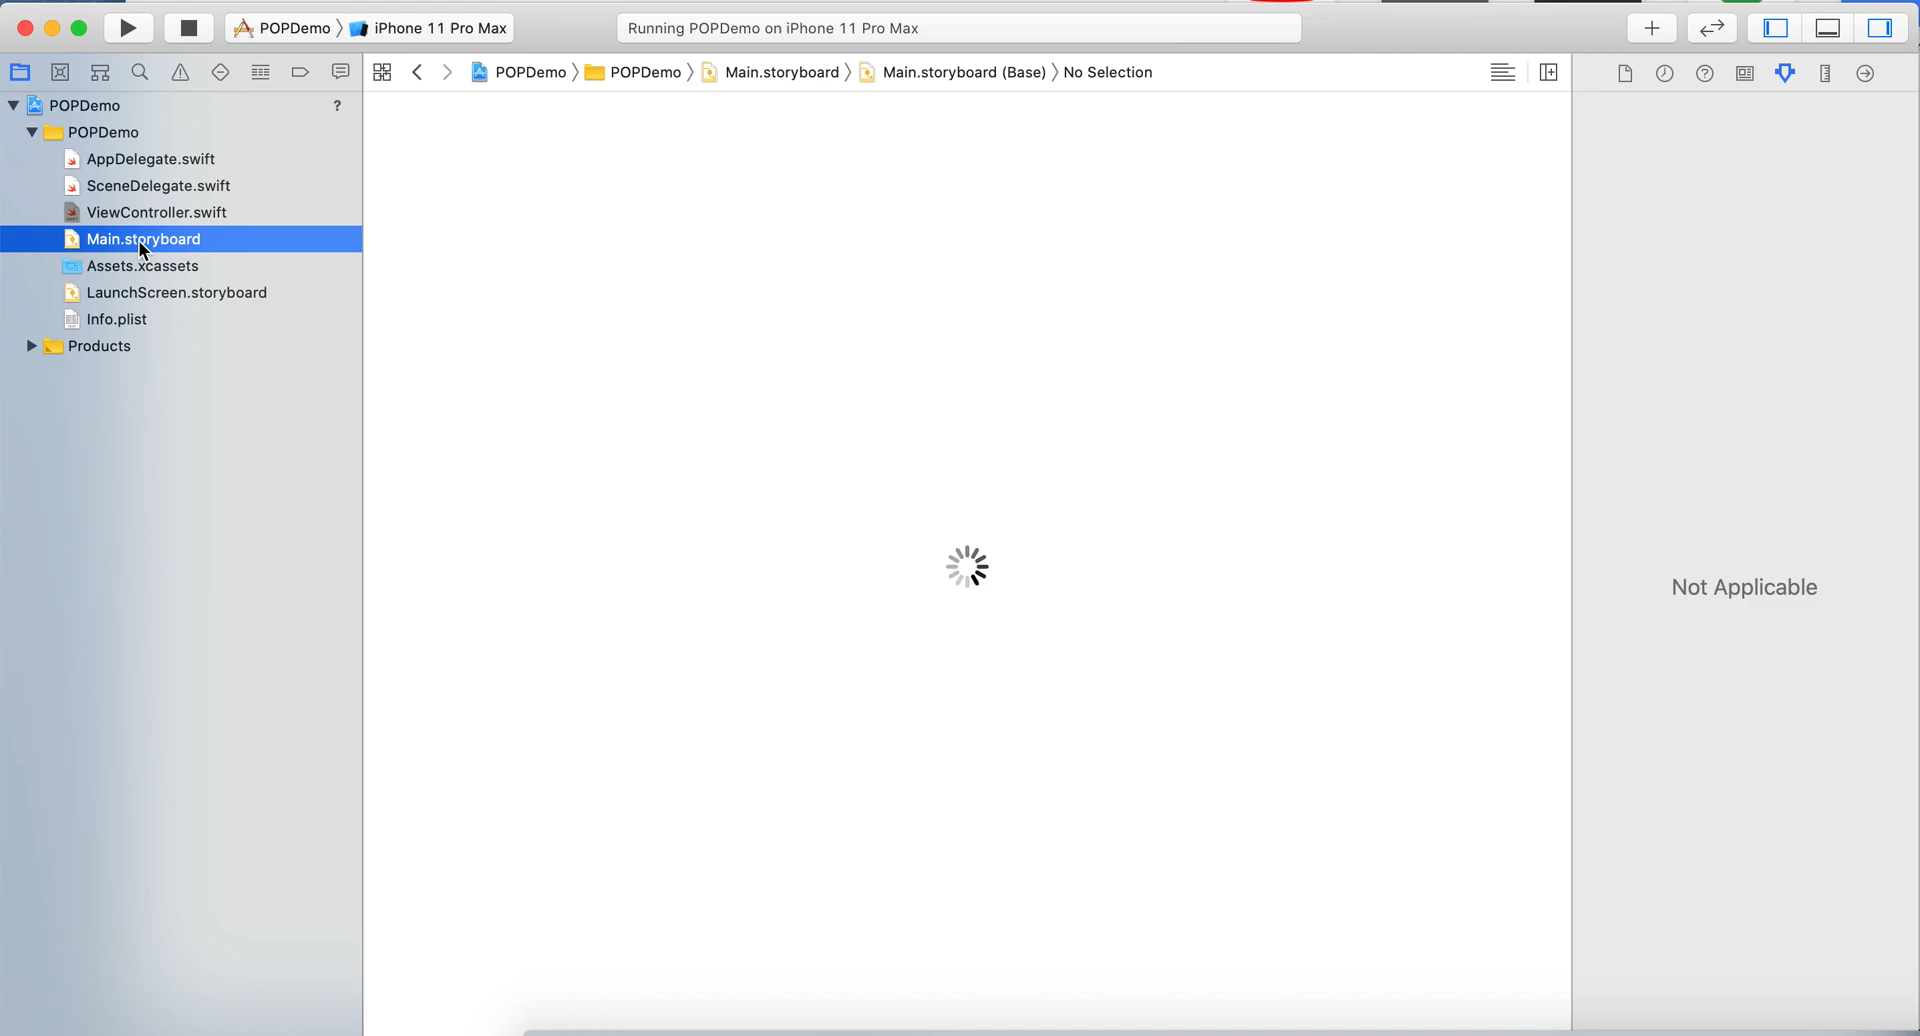 POPDemo 〉 iPhone 11 Pro Max
Running POPDemo on iPhone 11 Pro Max
POPDemo 〉 POPDemo 〉 Main.storyboard 〉 Main.storyboard (Base) 〉 No Selection
POPDemo ?
POPDemo
AppDelegate.swift
SceneDelegate.swift
ViewController.swift
Main.storyboard
Assets.xcassets
LaunchScreen.storyboard
Info.plist
Products
Not Applicable